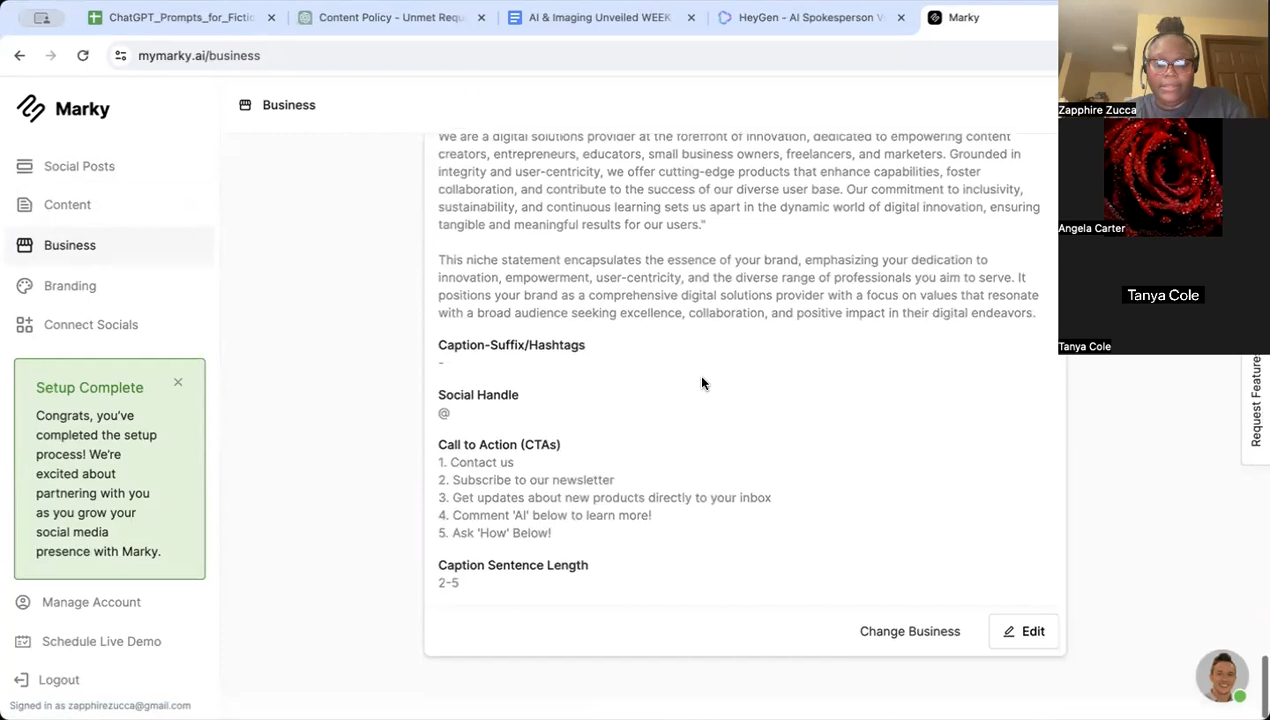 ChatGPT_Prompts_for_Fictio
Content Policy - Unmet Requ
AI & Imaging Unveiled WEEK
HeyGen - AI Spokesperson V
Marky
mymarky.ai/business
Marky
Business
Social Posts
Content
Business
Branding
Connect Socials
Setup Complete
Congrats, you've
completed the setup
process! We're
excited about
partnering with you
as you grow your
social media
presence with Marky.
Manage Account
Schedule Live Demo
Logout
Signed in as zapphirezucca@gmail.com
We are a digital solutions provider at the forefront of innovation, dedicated to empowering content
creators, entrepreneurs, educators, small business owners, freelancers, and marketers. Grounded in
integrity and user-centricity, we offer cutting-edge products that enhance capabilities, foster
collaboration, and contribute to the success of our diverse user base. Our commitment to inclusivity,
sustainability, and continuous learning sets us apart in the dynamic world of digital innovation, ensuring
tangible and meaningful results for our users."
This niche statement encapsulates the essence of your brand, emphasizing your dedication to
innovation, empowerment, user-centricity, and the diverse range of professionals you aim to serve. It
positions your brand as a comprehensive digital solutions provider with a focus on values that resonate
with a broad audience seeking excellence, collaboration, and positive impact in their digital endeavors.
Caption-Suffix/Hashtags
-
Social Handle
@
Call to Action (CTAs)
1. Contact us
2. Subscribe to our newsletter
3. Get updates about new products directly to your inbox
4. Comment 'AI' below to learn more!
5. Ask 'How' Below!
Caption Sentence Length
2-5
Change Business
Edit
Zapphire Zucca
Angela Carter
Tanya Cole
Tanya Cole
Request Feature